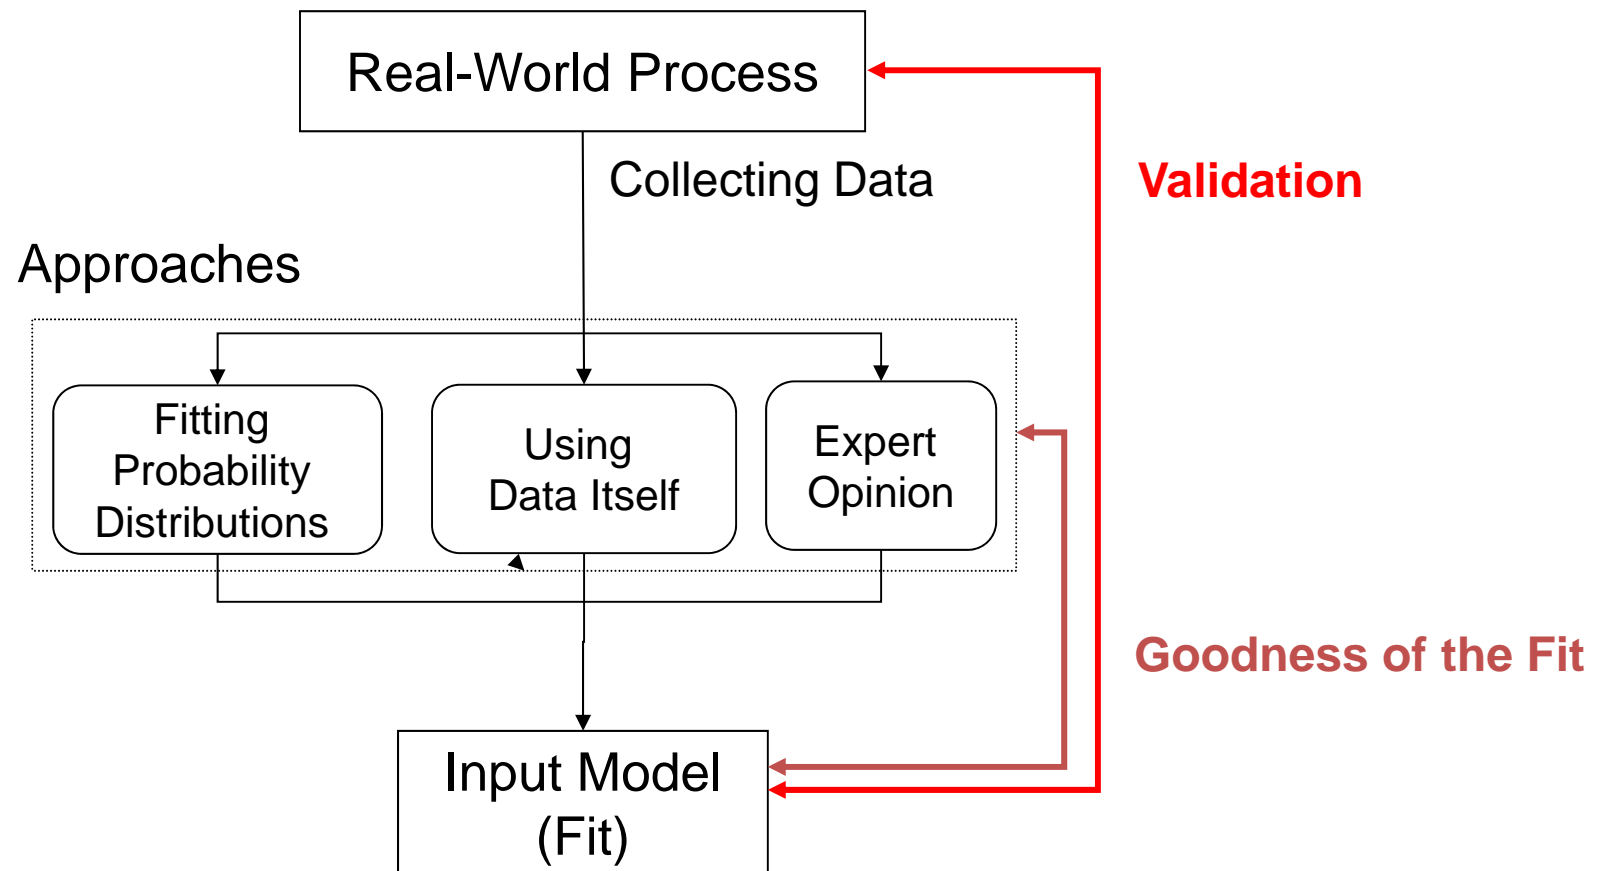 Real-World Process
Collecting Data
Validation
Approaches
Fitting
Probability
Distributions
Using
Data Itself
Expert
Opinion
Goodness of the Fit
Input Model
(Fit)